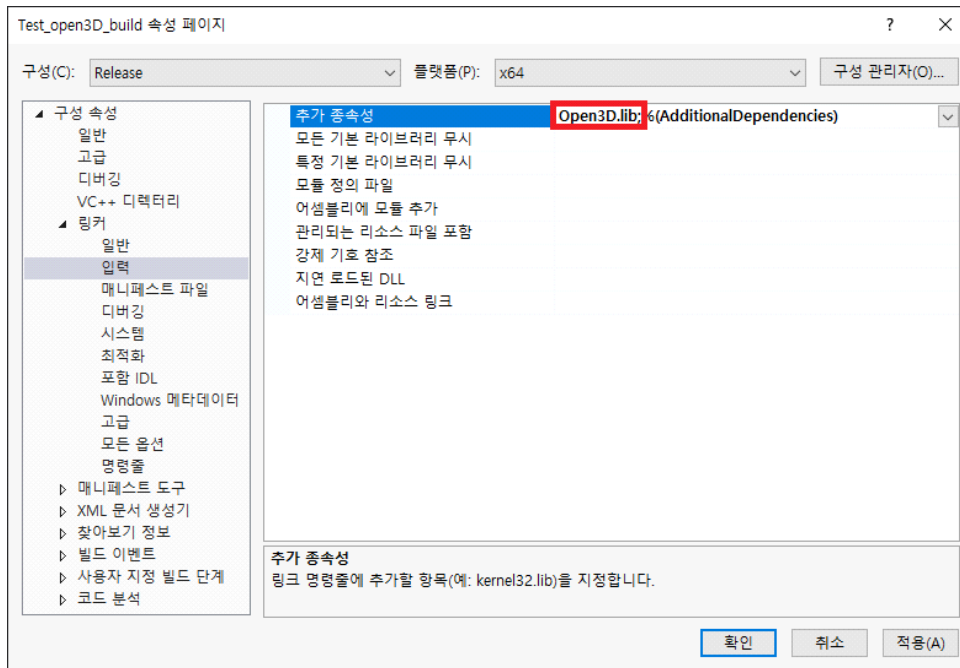 Test_open3D_build 속성 페이지
? ×
구성(C): Release 플랫폼(P): x64 구성 관리자(O)...
구성 속성
일반
고급
디버깅
VC++ 디렉터리
링커
일반
입력
매니페스트 파일
디버깅
시스템
최적화
포함 IDL
Windows 메타데이터
고급
모든 옵션
명령줄
매니페스트 도구
XML 문서 생성기
찾아보기 정보
빌드 이벤트
사용자 지정 빌드 단계
코드 분석
추가 종속성 Open3D.lib;%(AdditionalDependencies)
모든 기본 라이브러리 무시
특정 기본 라이브러리 무시
모듈 정의 파일
어셈블리에 모듈 추가
관리되는 리소스 파일 포함
강제 기호 참조
지연 로드된 DLL
어셈블리와 리소스 링크
추가 종속성
링크 명령줄에 추가할 항목(예: kernel32.lib)을 지정합니다.
확인 취소 적용(A)